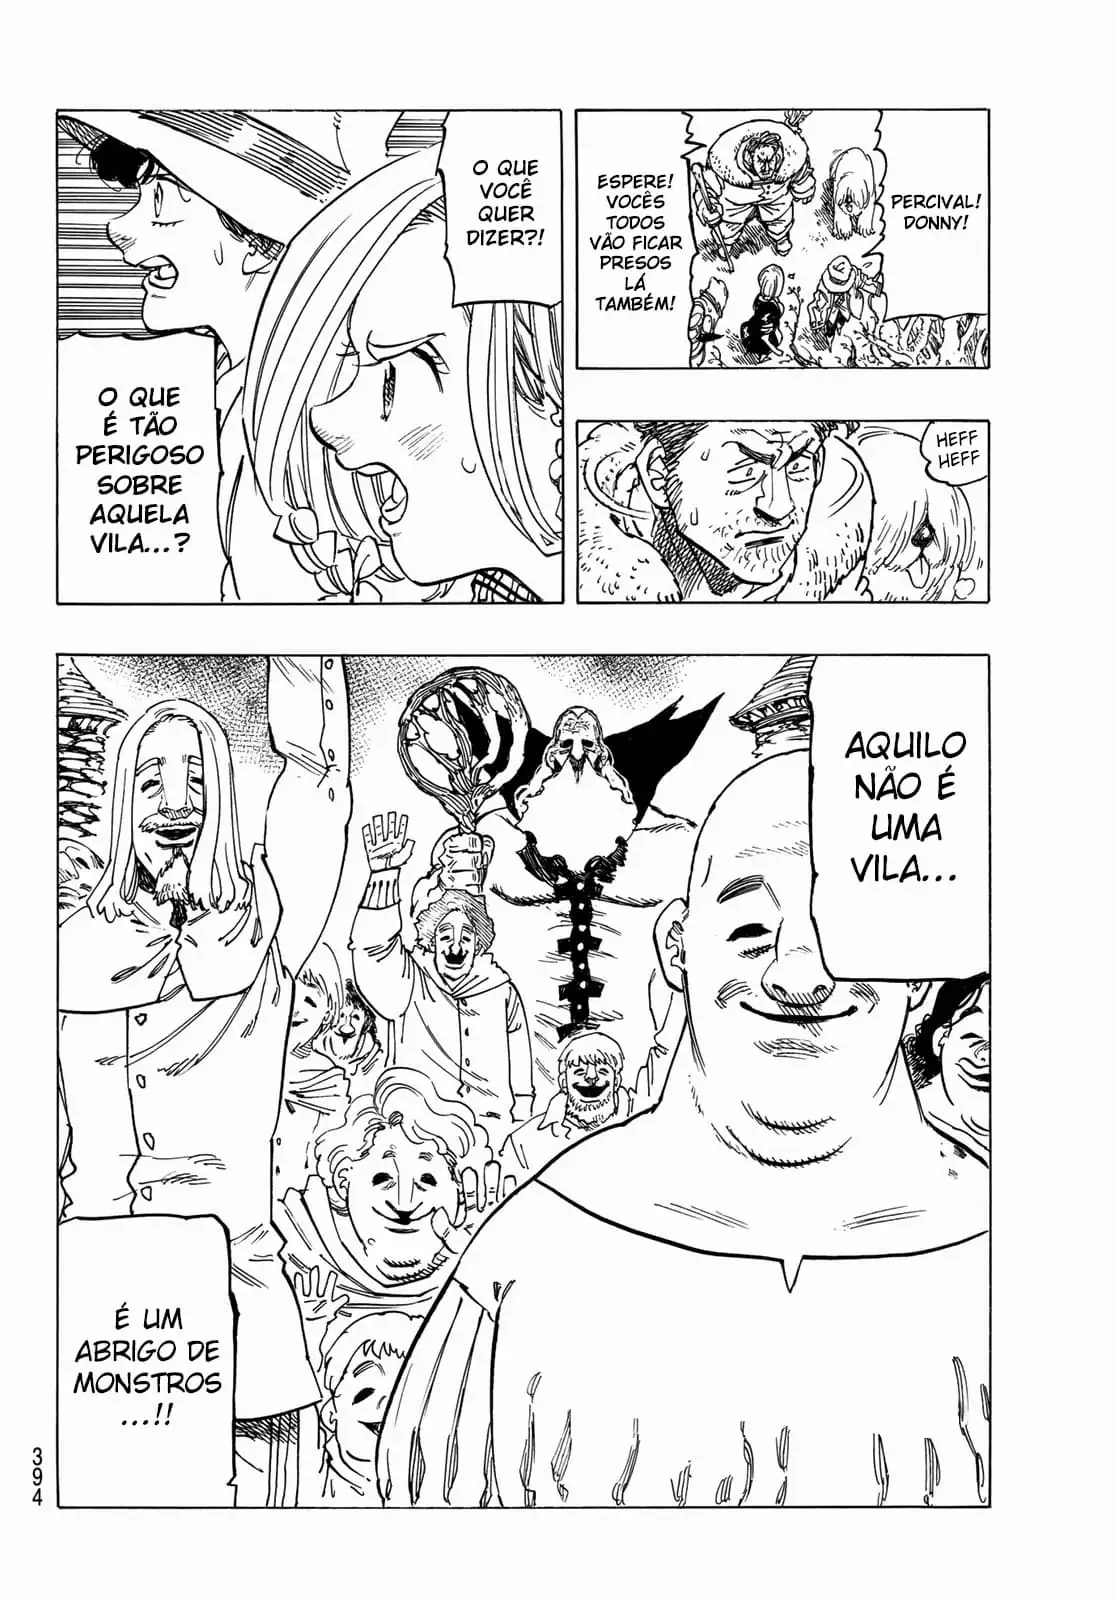 PERCIVAL!
DONNY!
ESPERE!
VOCÊS
TODOS
VÃO FICAR
PRESOS
LÁ
TAMBÉM!
HEFF
HEFF
O QUE
VOCÊ
QUER
DIZER?!
O QUE
É TÃO
PERIGOSO
SOBRE
AQUELA
VILA...?
AQUILO
NÃO É
UMA
VILA...
É UM
ABRIGO DE
MONSTROS
...!!
394